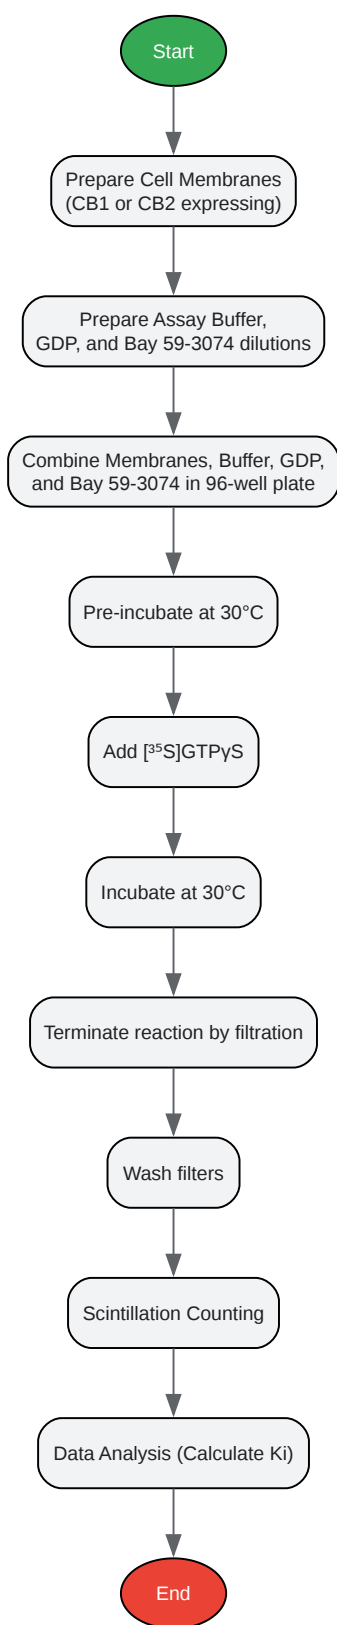 Start
Prepare Cell Membranes
(CB1 or CB2 expressing)
Prepare Assay Buffer,
GDP, and Bay 59-3074 dilutions
Combine Membranes, Buffer, GDP,
and Bay 59-3074 in 96-well plate
Pre-incubate at 30°C
Add [³⁵S]GTPγS
Incubate at 30°C
Terminate reaction by filtration
Wash filters
Scintillation Counting
Data Analysis (Calculate Ki)
End